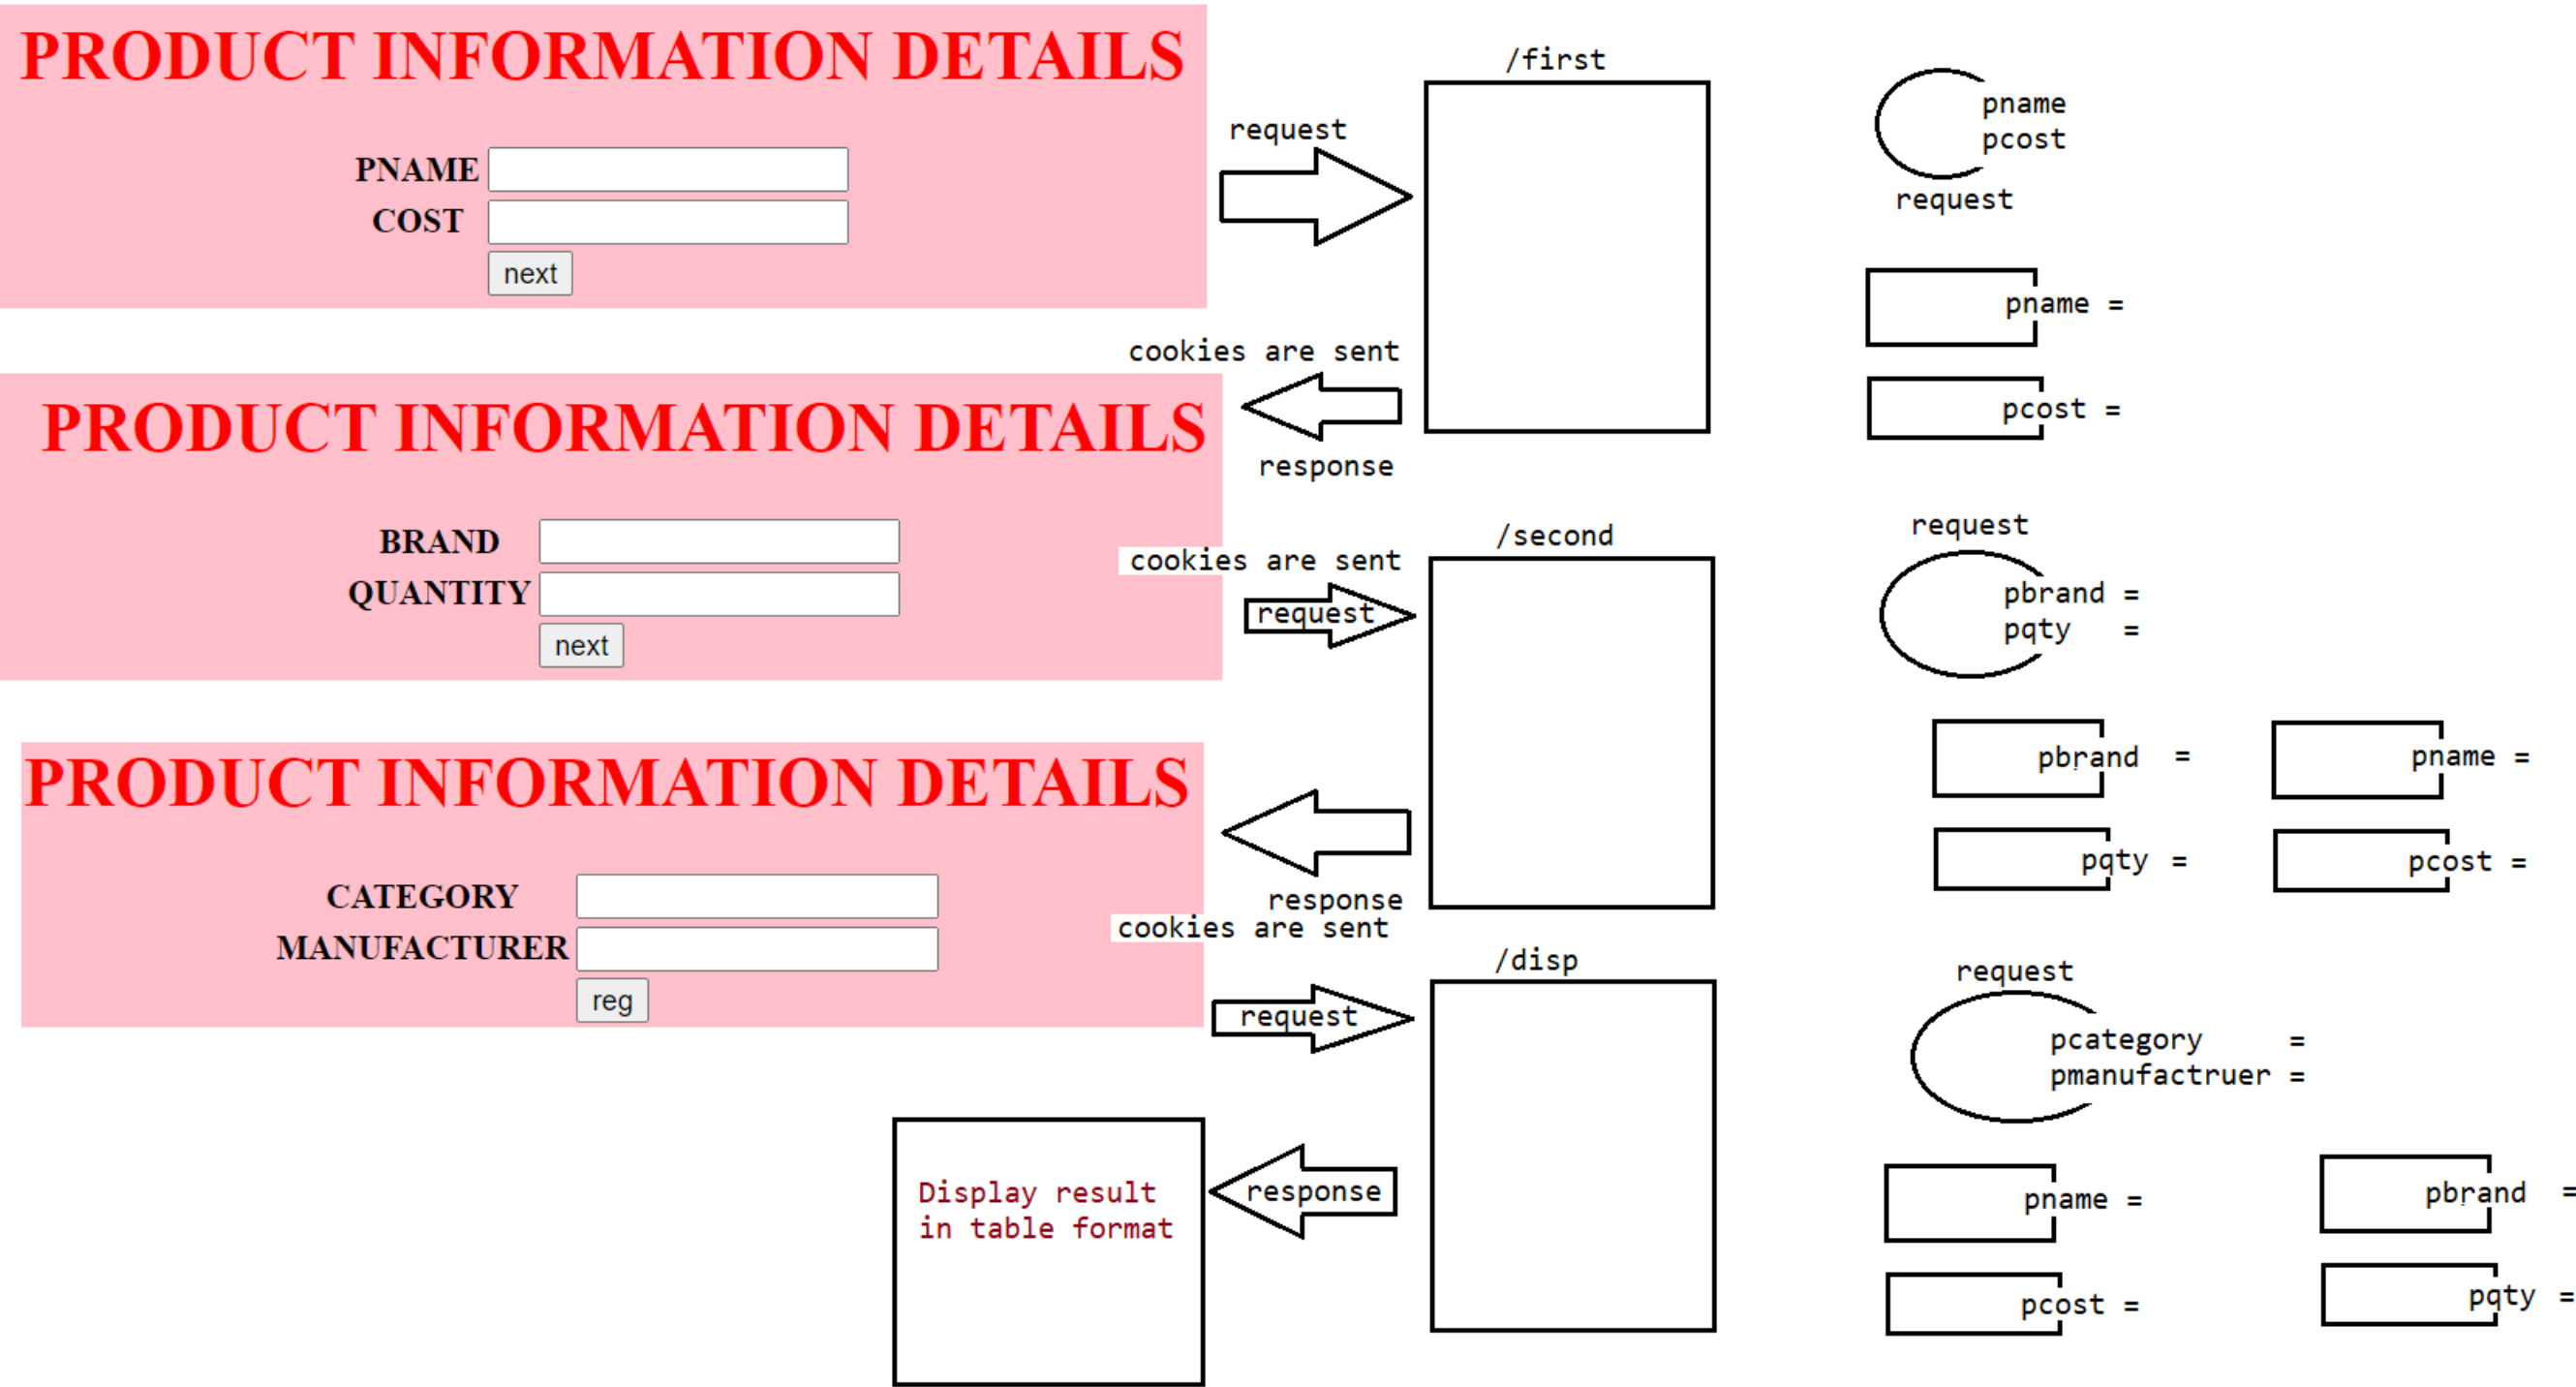 PRODUCT INFORMATION DETAILS
PNAME
COST
next
request
/first
pname
pcost
request
pname =
pcost =
cookies are sent
response
PRODUCT INFORMATION DETAILS
BRAND
QUANTITY
next
cookies are sent
request
/second
request
pbrand =
pqty =
pbrand =
pname =
pqty =
pcost =
PRODUCT INFORMATION DETAILS
CATEGORY
MANUFACTURER
reg
response
cookies are sent
request
/disp
request
pcategory =
pmanufactruer =
Display result
in table format
response
pname =
pbrand =
pcost =
pqty =